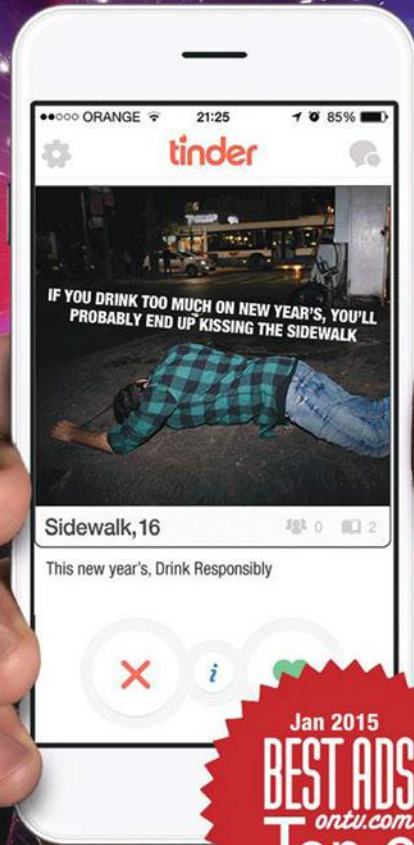 ORANGE 21:25 85%
tinder
IF YOU DRINK TOO MUCH ON NEW YEAR'S, YOU'LL
PROBABLY END UP KISSING THE SIDEWALK
Sidewalk,16 0 2
This new year's, Drink Responsibly
i
Jan 2015
BEST ADS
ontv.com